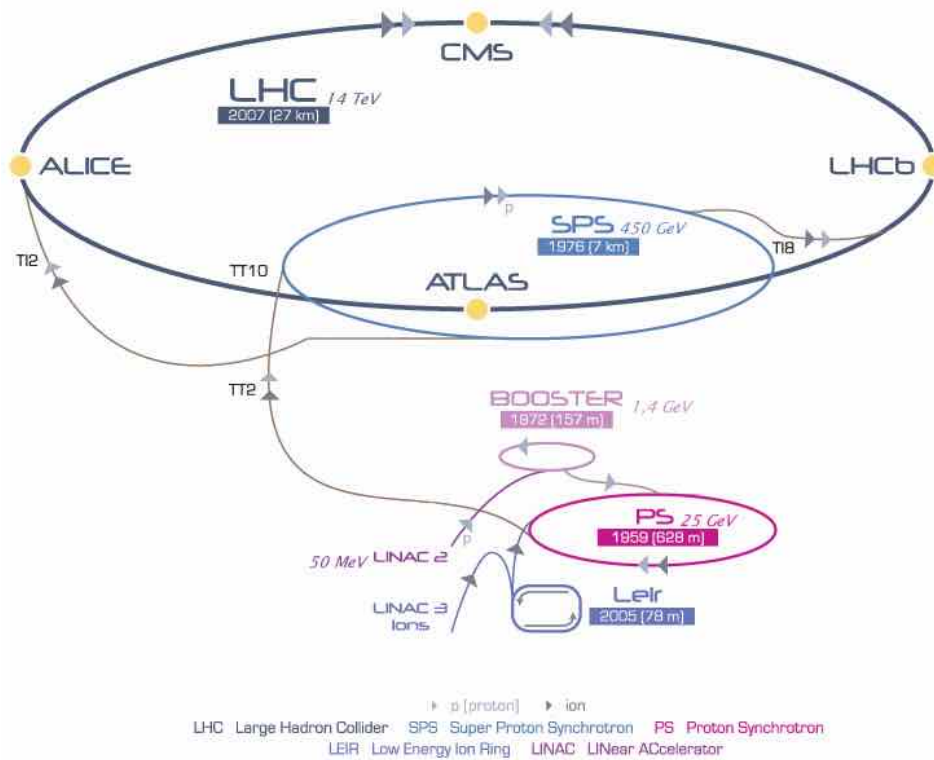 CMS
LHC 14 TeV
2007 (27 km)
ALICE
LHCb
p
SPS 450 GeV
1976 (7 km)
TI2
TT10
TI8
ATLAS
TT2
BOOSTER 1,4 GeV
1972 (157 m)
PS 25 GeV
1959 (628 m)
p
50 MeV LINAC 2
LINAC 3
Ions
Leir
2005 (78 m)
p (proton) ion
LHC Large Hadron Collider SPS Super Proton Synchrotron PS Proton Synchrotron
LEIR Low Energy Ion Ring LINAC LINear ACcelerator